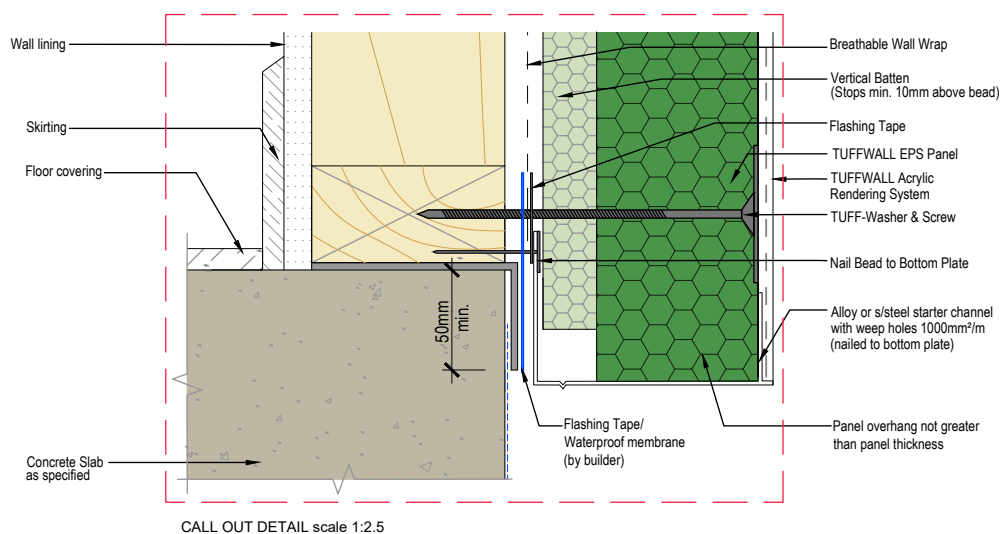 Wall lining
Skirting
Floor covering
Concrete Slab
as specified
50mm
min.
Breathable Wall Wrap
Vertical Batten
(Stops min. 10mm above bead)
Flashing Tape
TUFFWALL EPS Panel
TUFFWALL Acrylic
Rendering System
TUFF-Washer & Screw
Nail Bead to Bottom Plate
Alloy or s/steel starter channel
with weep holes 1000mm²/m
(nailed to bottom plate)
Panel overhang not greater
than panel thickness
Flashing Tape/
Waterproof membrane
(by builder)
CALL OUT DETAIL scale 1:2.5